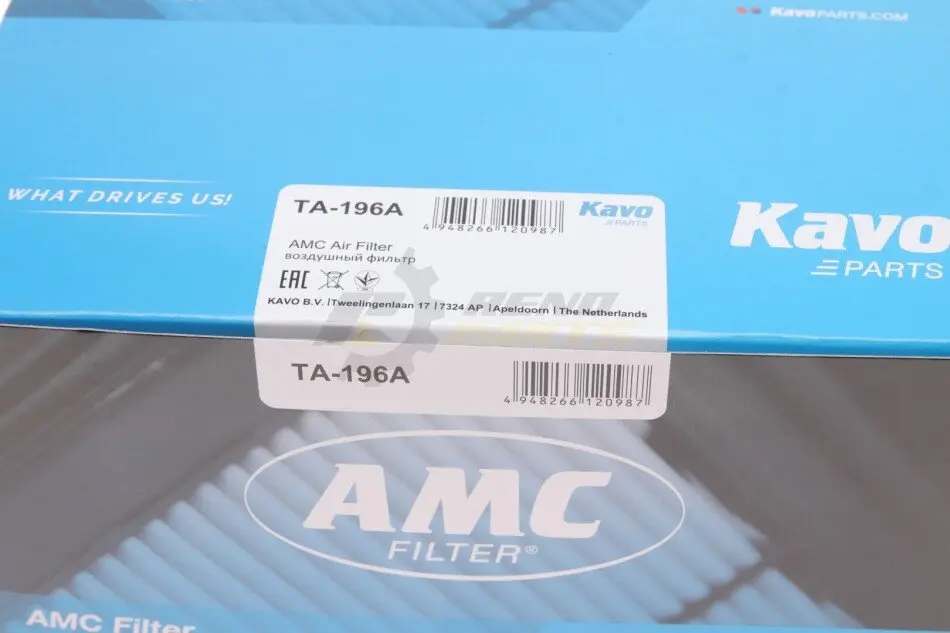 KavoPARTS.COM
WHAT DRIVES US!
TA-196A
4 948266 120987
Kavo
PARTS
AMC Air Filter
воздушный фильтр
EAC
KAVO B.V. | Tweelingenlaan 17 | 7324 AP | Apeldoorn | The Netherlands
Kavo
PARTS
TA-196A
4 948266 120987
AMC
FILTER®
AMC Filter